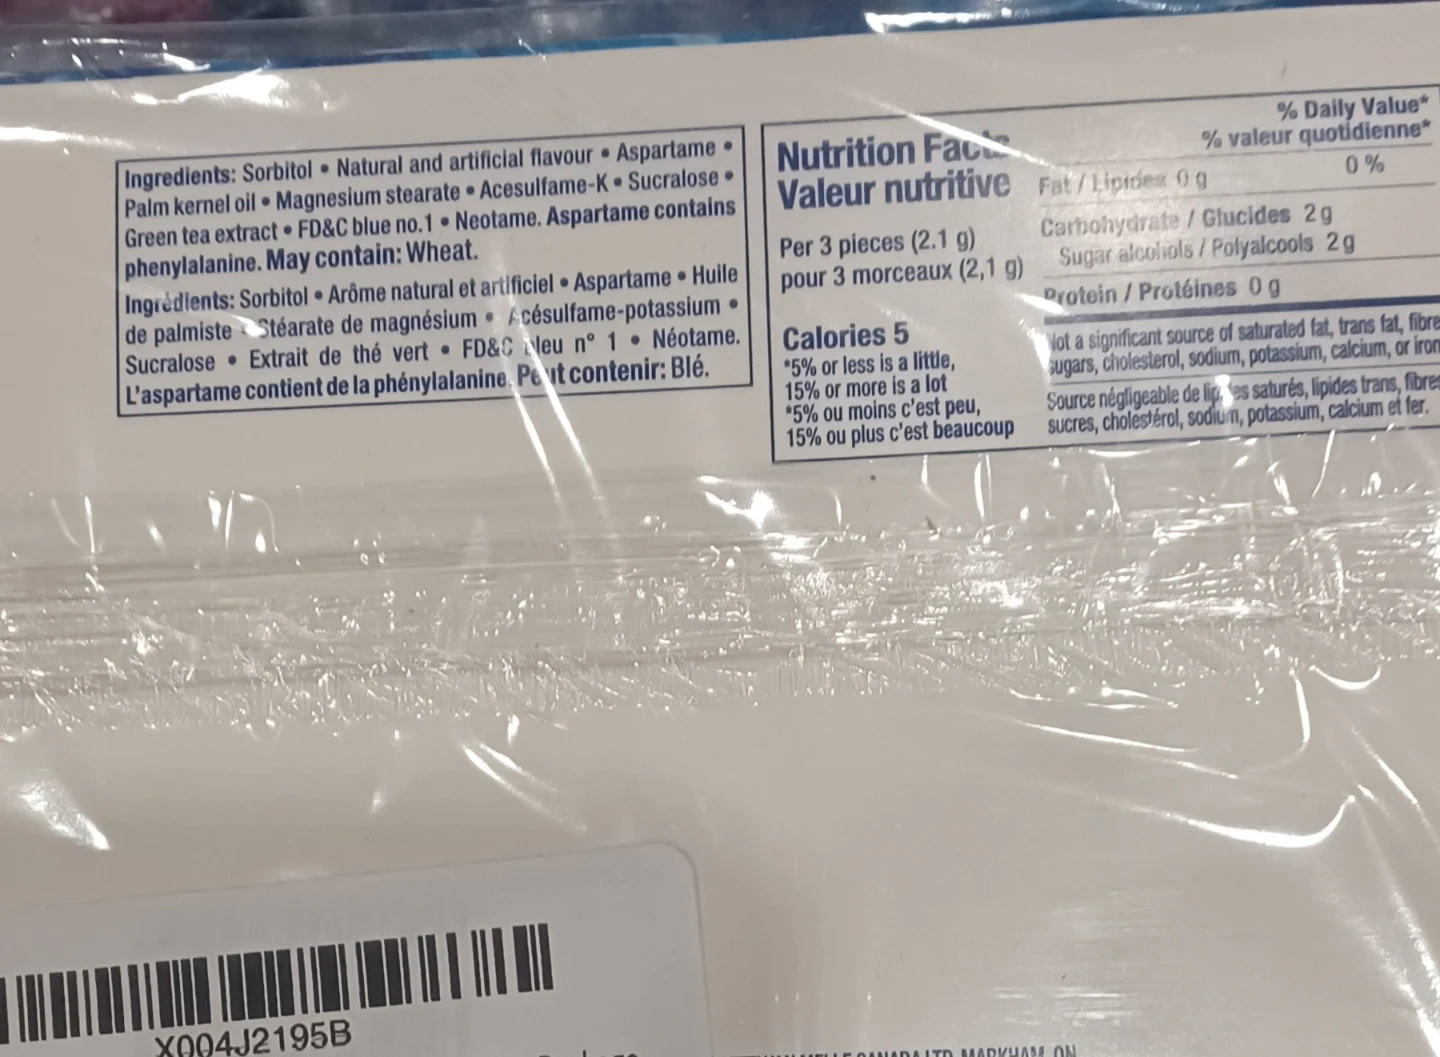 Ingredients: Sorbitol • Natural and artificial flavour • Aspartame •
Palm kernel oil • Magnesium stearate • Acesulfame-K • Sucralose •
Green tea extract • FD&C blue no.1 • Neotame. Aspartame contains
phenylalanine. May contain: Wheat.
Ingrédients: Sorbitol • Arôme natural et artificiel • Aspartame • Huile
de palmiste • Stéarate de magnésium • Acésulfame-potassium •
Sucralose • Extrait de thé vert • FD&C bleu n° 1 • Néotame.
L'aspartame contient de la phénylalanine. Peut contenir: Blé.
Nutrition Facts
Valeur nutritive
Per 3 pieces (2.1 g)
pour 3 morceaux (2,1 g)
Calories 5
*5% or less is a little,
15% or more is a lot
*5% ou moins c'est peu,
15% ou plus c'est beaucoup
% Daily Value*
% valeur quotidienne*
Fat / Lipides 0 g 0 %
Carbohydrate / Glucides 2 g
Sugar alcohols / Polyalcools 2 g
Protein / Protéines 0 g
Not a significant source of saturated fat, trans fat, fibre
sugars, cholesterol, sodium, potassium, calcium, or iron
Source négligeable de lipides saturés, lipides trans, fibres
sucres, cholestérol, sodium, potassium, calcium et fer.
X004J2195B
CANADA LTD MARKHAM, ON